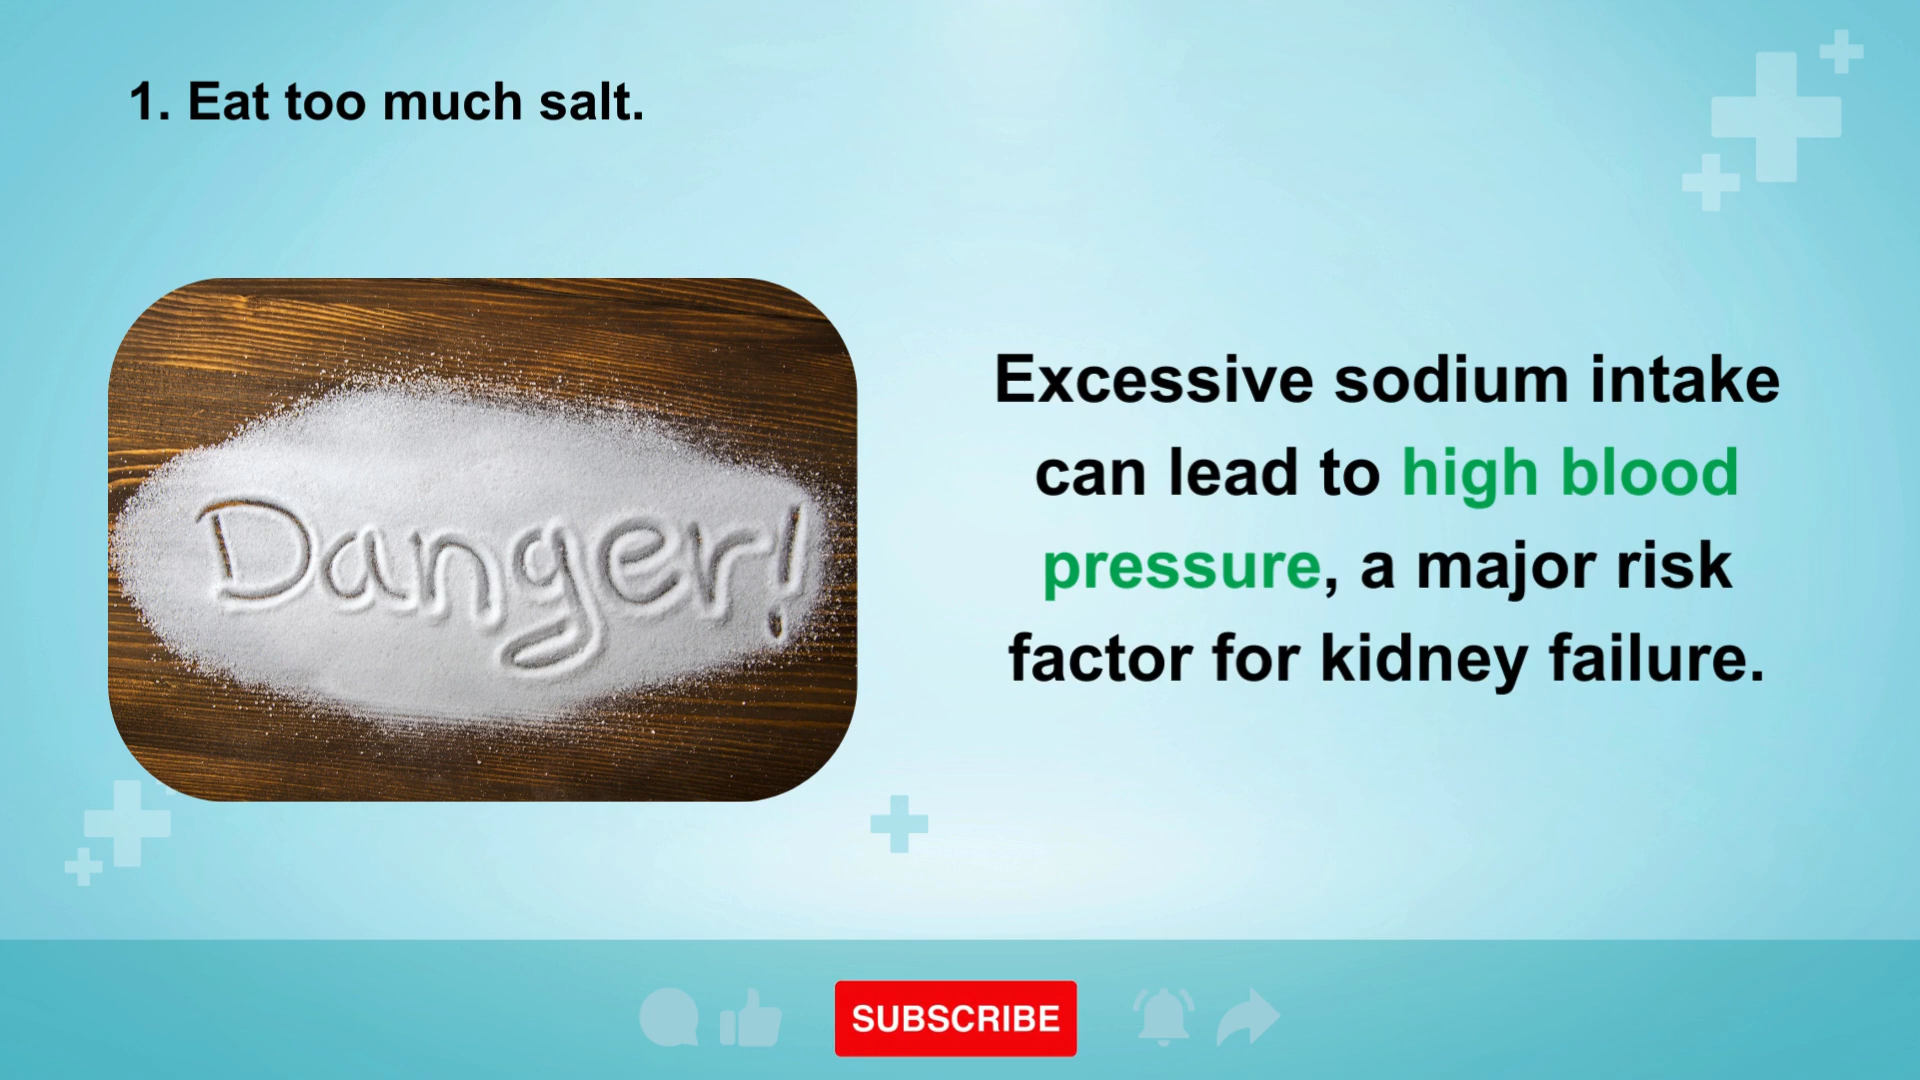 1. Eat too much salt.
Danger!
Excessive sodium intake
can lead to high blood
pressure, a major risk
factor for kidney failure.
SUBSCRIBE